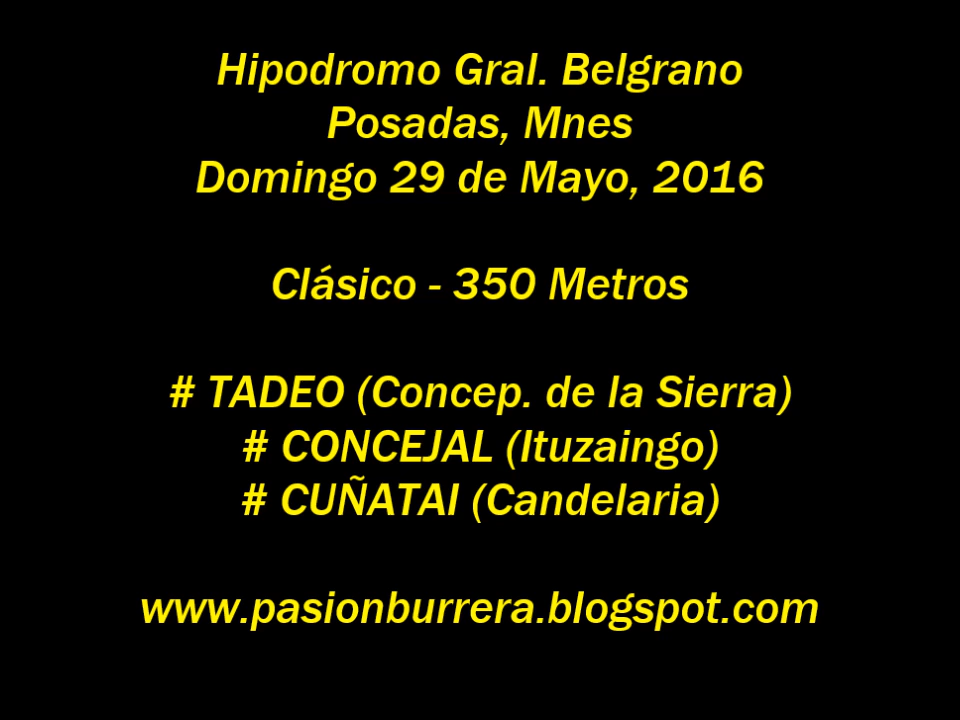 Hipodromo Gral. Belgrano
Posadas, Mnes
Domingo 29 de Mayo, 2016
Clásico - 350 Metros
# TADEO (Concep. de la Sierra)
# CONCEJAL (Ituzaingo)
# CUÑATAI (Candelaria)
www.pasionburrera.blogspot.com